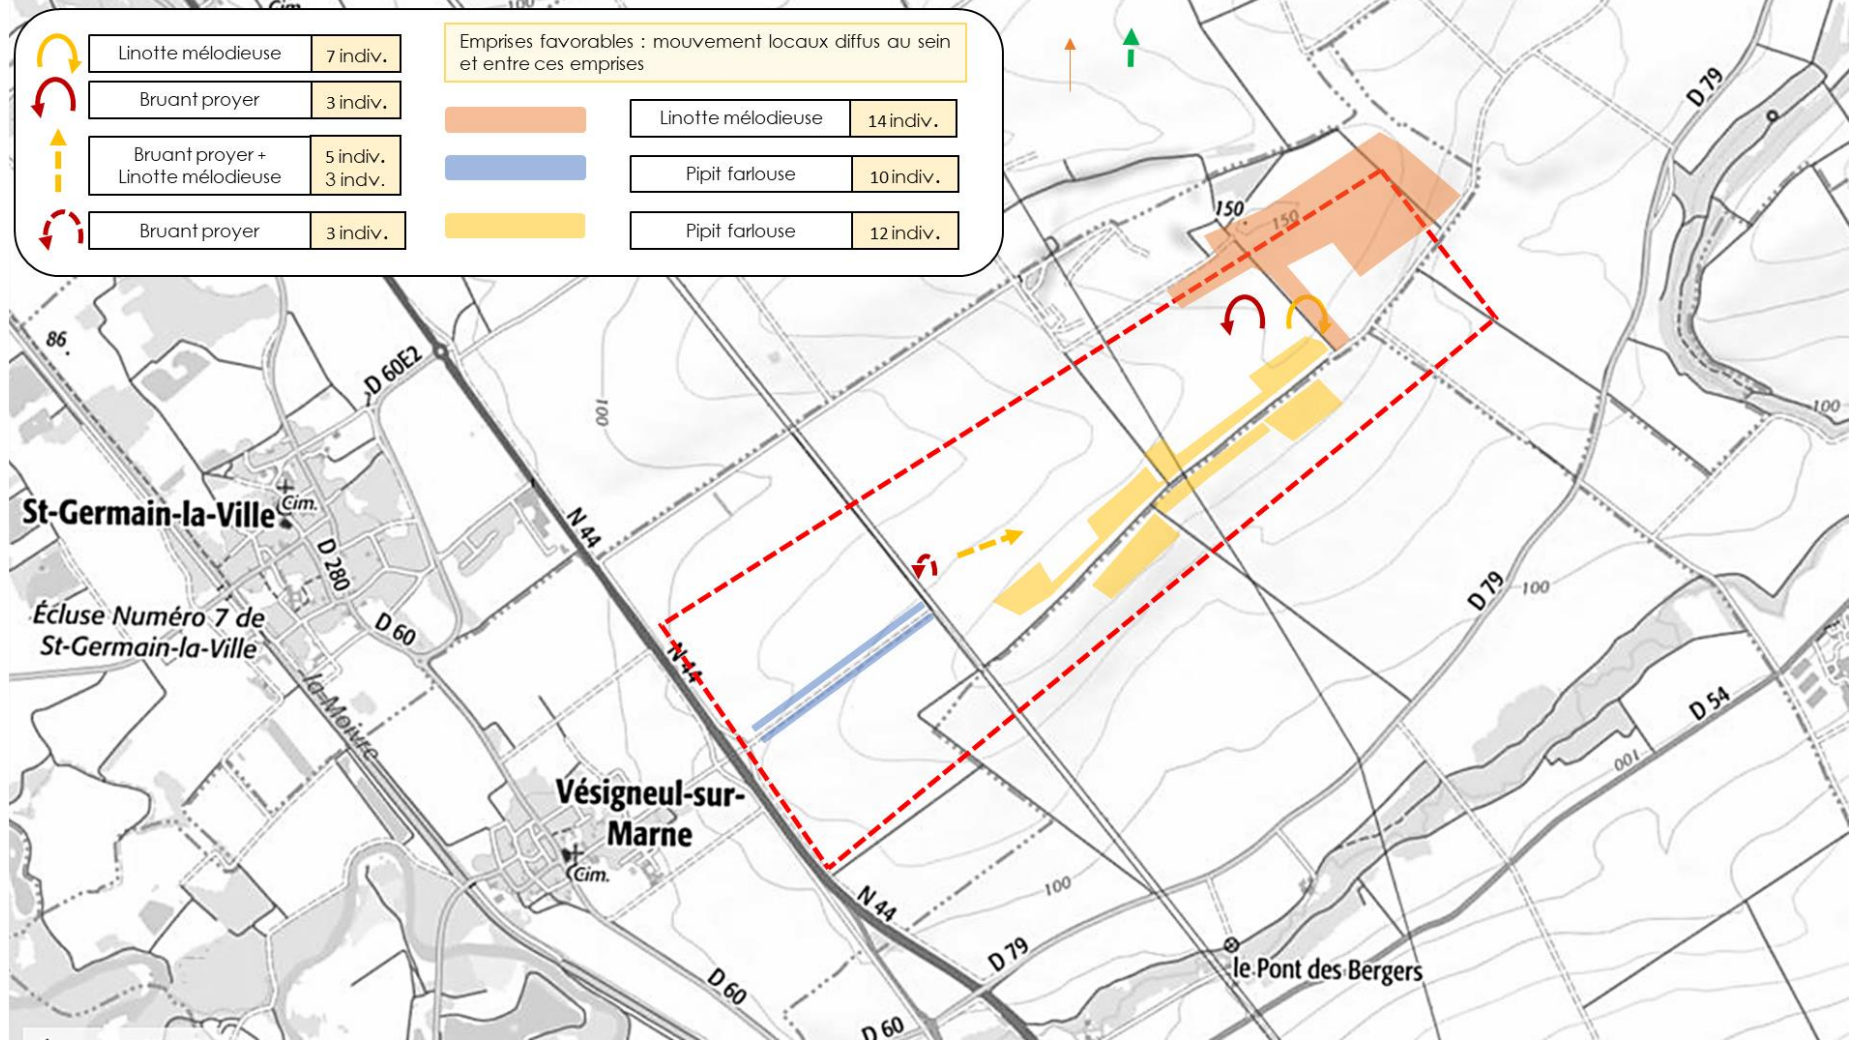 Cim.
100
Linotte mélodieuse 7 indiv.
Bruant proyer 3 indiv.
Bruant proyer + 5 indiv.
Linotte mélodieuse 3 indv.
Bruant proyer 3 indiv.
Emprises favorables : mouvement locaux diffus au sein
et entre ces emprises
Linotte mélodieuse 14 indiv.
Pipit farlouse 10 indiv.
Pipit farlouse 12 indiv.
D 79
150
150
86
D 60E2
100
100
St-Germain-la-Ville
Cim.
N 44
D 280
Écluse Numéro 7 de
St-Germain-la-Ville
D 60
N 44
la Moivre
D 79
100
D 54
100
Vésigneul-sur-
Marne
Cim.
100
N 44
D 79
le Pont des Bergers
D 60
D 60